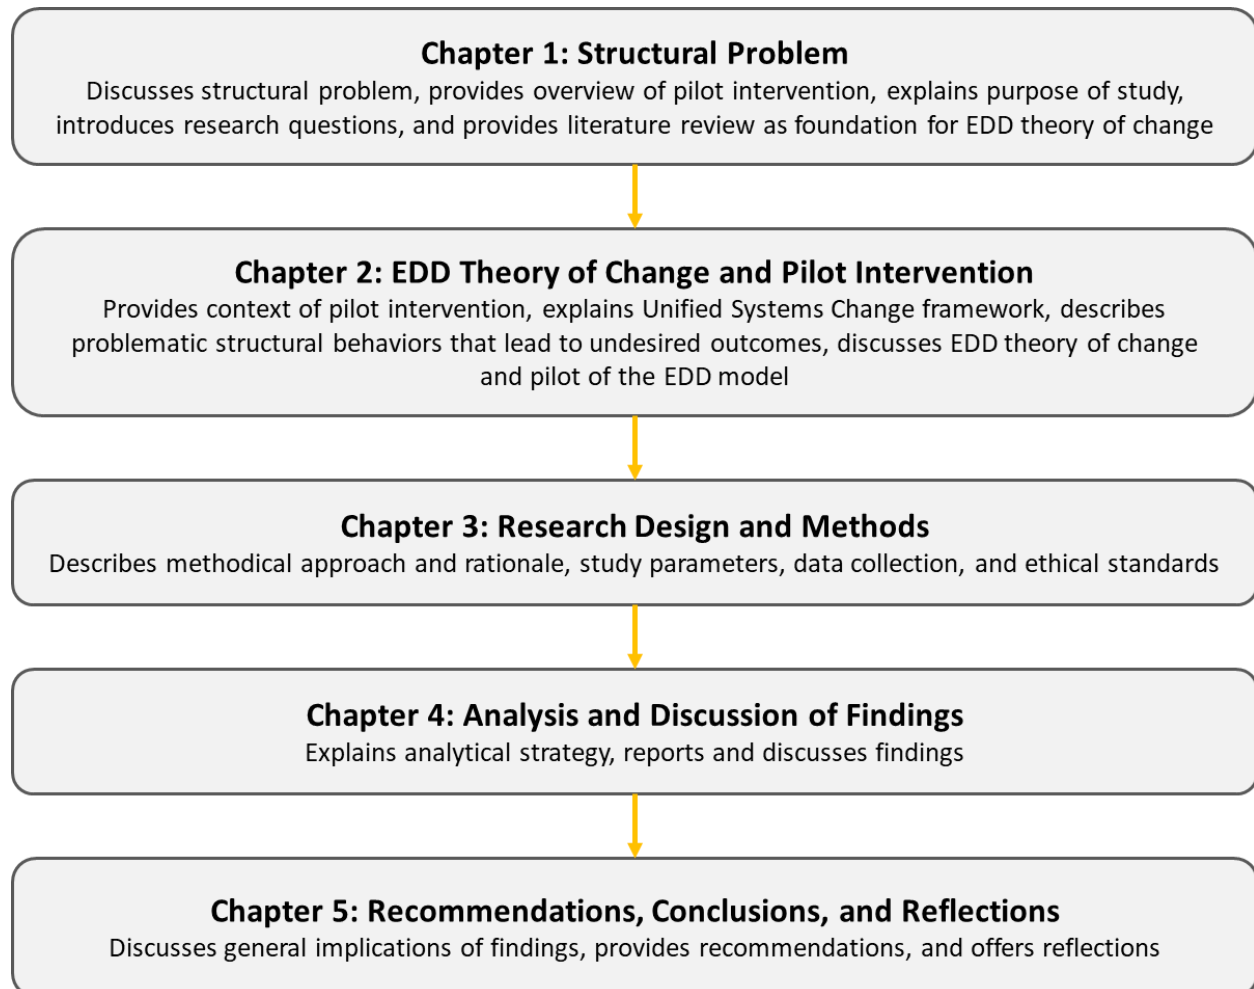 Chapter 1: Structural Problem
Discusses structural problem, provides overview of pilot intervention, explains purpose of study,
introduces research questions, and provides literature review as foundation for EDD theory of change
Chapter 2: EDD Theory of Change and Pilot Intervention
Provides context of pilot intervention, explains Unified Systems Change framework, describes
problematic structural behaviors that lead to undesired outcomes, discusses EDD theory of change
and pilot of the EDD model
Chapter 3: Research Design and Methods
Describes methodical approach and rationale, study parameters, data collection, and ethical standards
Chapter 4: Analysis and Discussion of Findings
Explains analytical strategy, reports and discusses findings
Chapter 5: Recommendations, Conclusions, and Reflections
Discusses general implications of findings, provides recommendations, and offers reflections